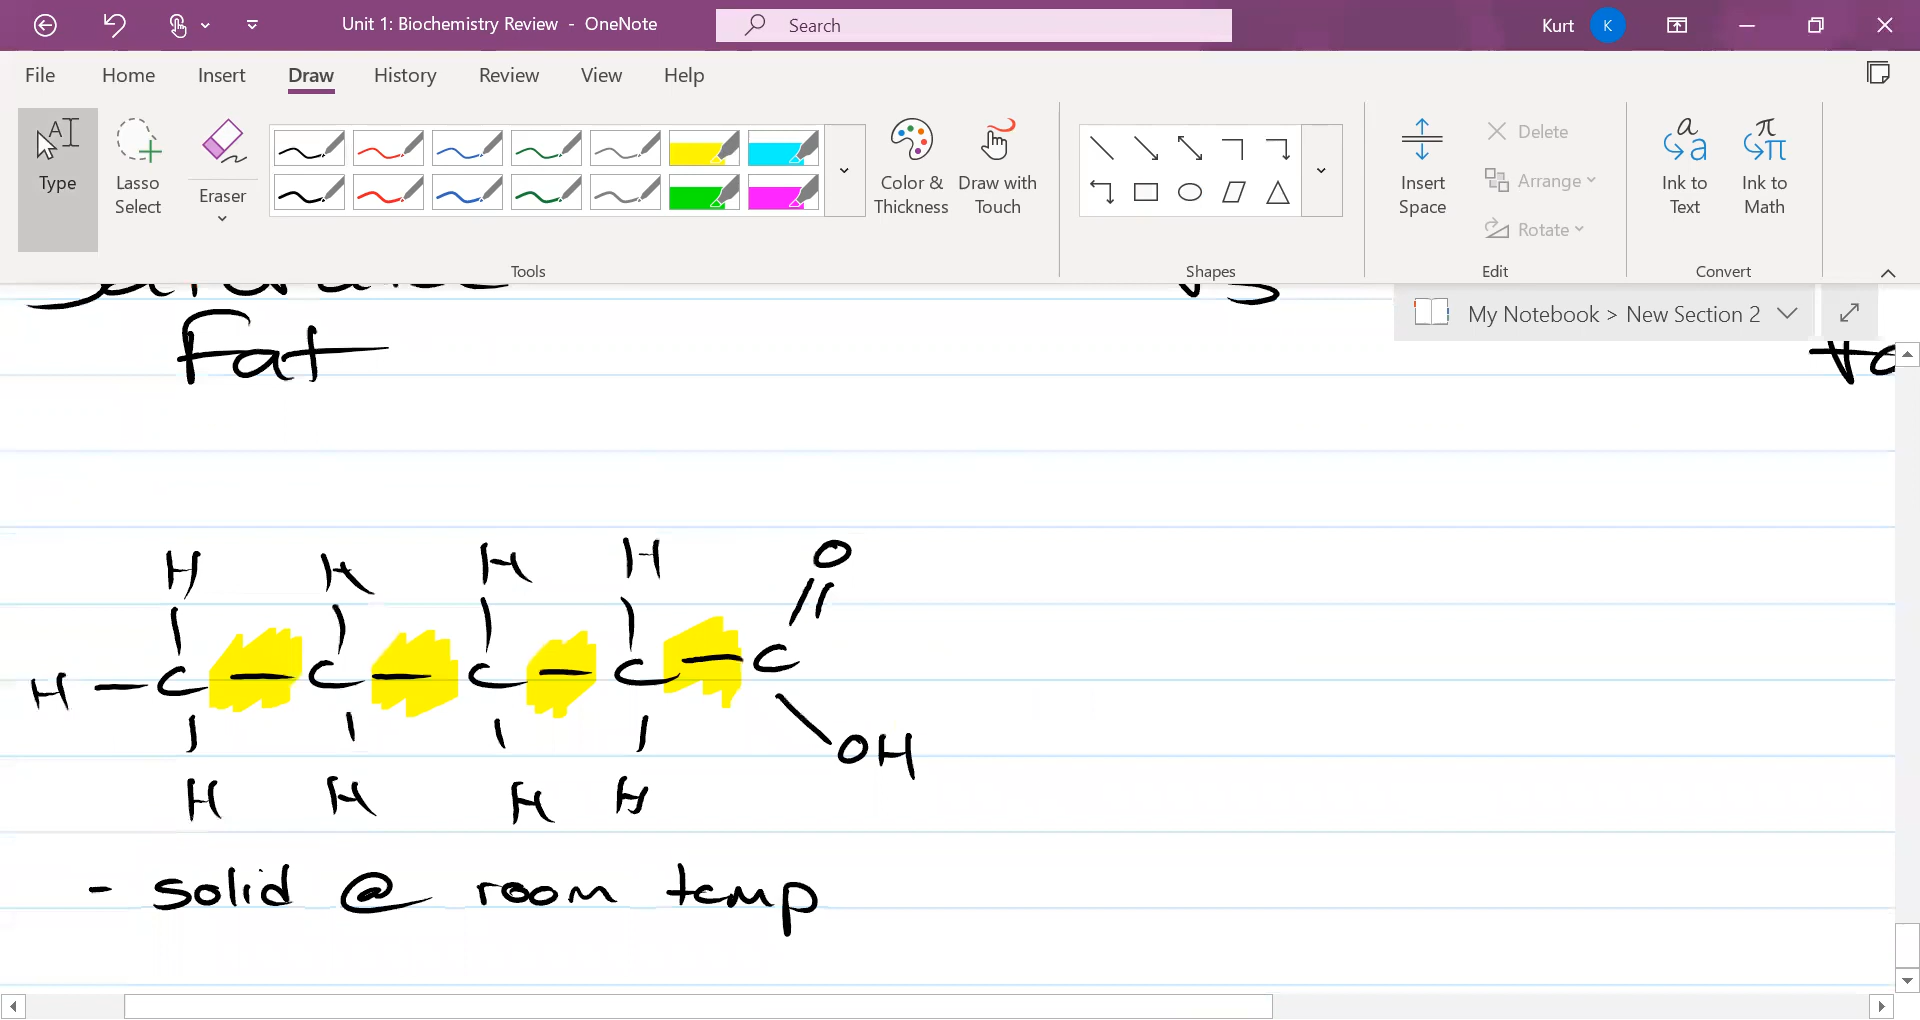 Unit 1: Biochemistry Review - OneNote
Search
Kurt
K
File Home Insert Draw History Review View Help
Type
Lasso Select
Eraser
Color & Thickness
Draw with Touch
Insert Space
Delete
Arrange
Rotate
Ink to Text
Ink to Math
Tools Shapes Edit Convert
My Notebook > New Section 2
vs
Fat
H H H H O
H - C - C - C - C - C
OH
H H H H
- solid @ room temp